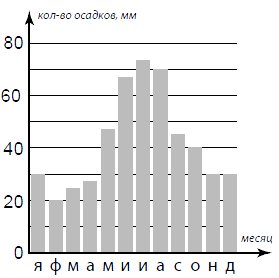 кол-во осадков, мм
80
60
40
20
0
месяц
я ф м а м и и а с о н д